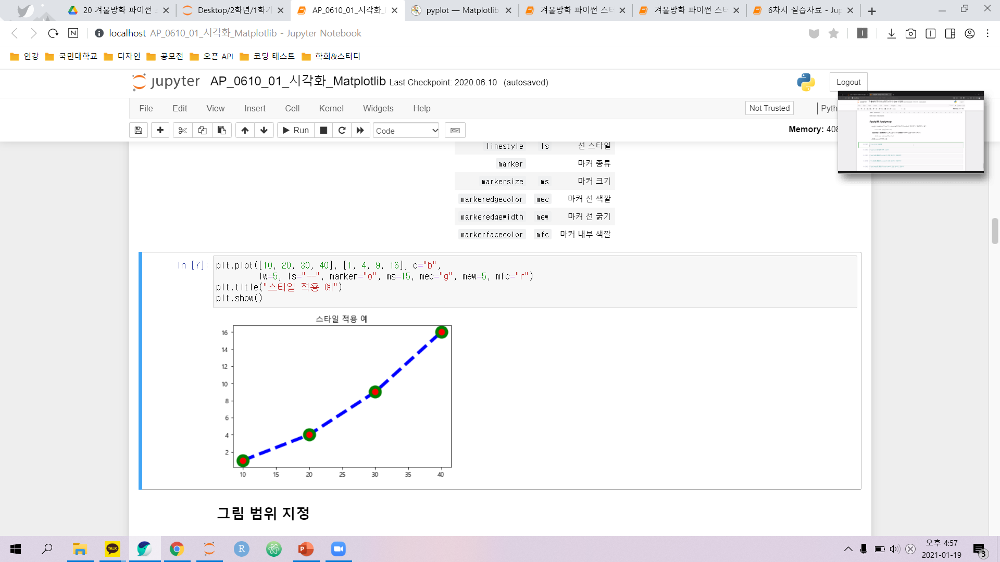 20 겨울방학 파이썬
Desktop/2학년/1학기
AP_0610_01_시각화_
pyplot — Matplotlib
겨울방학 파이썬 스터
겨울방학 파이썬 스터
6차시 실습자료 - Jup
localhost AP_0610_01_시각화_Matplotlib - Jupyter Notebook
인강 국민대학교 디자인 공모전 오픈 API 코딩 테스트 학회&스터디
jupyter AP_0610_01_시각화_Matplotlib Last Checkpoint: 2020.06.10 (autosaved)
Logout
File Edit View Insert Cell Kernel Widgets Help
Not Trusted
Pyth
Run
Code
Memory: 408
linestyle ls 선 스타일
marker 마커 종류
markersize ms 마커 크기
markeredgecolor mec 마커 선 색깔
markeredgewidth mew 마커 선 굵기
markerfacecolor mfc 마커 내부 색깔
In [7]:
plt.plot([10, 20, 30, 40], [1, 4, 9, 16], c="b",
lw=5, ls="--", marker="o", ms=15, mec="g", mew=5, mfc="r")
plt.title("스타일 적용 예")
plt.show()
스타일 적용 예
16
14
12
10
8
6
4
2
10 15 20 25 30 35 40
그림 범위 지정
TALK
오후 4:57
2021-01-19
3